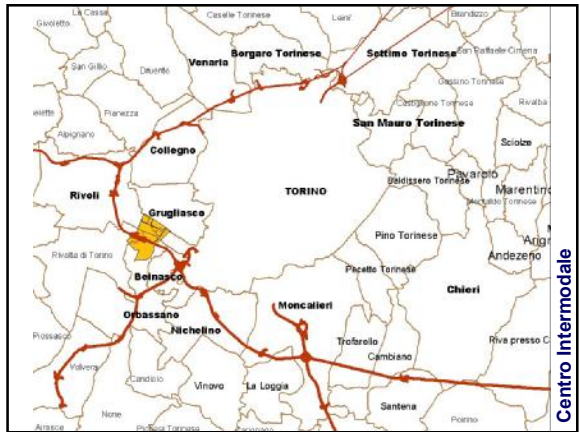 La Cassa
Caselle Torinese
Leini'
Brandizzo
Givoletto
Borgaro Torinese
Settimo Torinese
San Raffaele Cimena
Venaria
San Gillio
Druento
Gassino Torinese
Castiglione Torinese
Rivalba
Pianezza
Alpignano
San Mauro Torinese
Collegno
Sciolze
Pavarolo
Baldissero Torinese
Marentino
Rivoli
TORINO
Montaldo Torinese
Grugliasco
Pino Torinese
Andezeno
Rivalta di Torino
Pecetto Torinese
Beinasco
Chieri
Moncalieri
Orbassano
Nichelino
Piossasco
Trofarello
Riva presso C
Cambiano
Volvera
Candiolo
Vinovo
La Loggia
Santena
None
Poirino
Airasca
Centro Intermodale